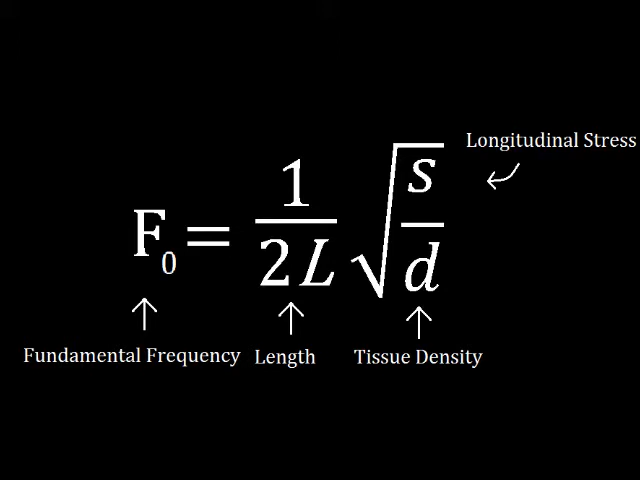 Longitudinal Stress
F₀ = 1/2L √s/d
Fundamental Frequency
Length
Tissue Density